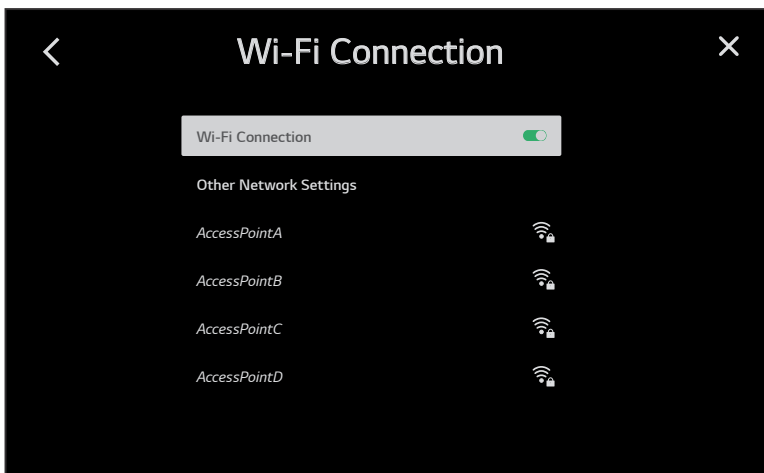 Wi-Fi Connection
Wi-Fi Connection
Other Network Settings
AccessPointA
AccessPointB
AccessPointC
AccessPointD